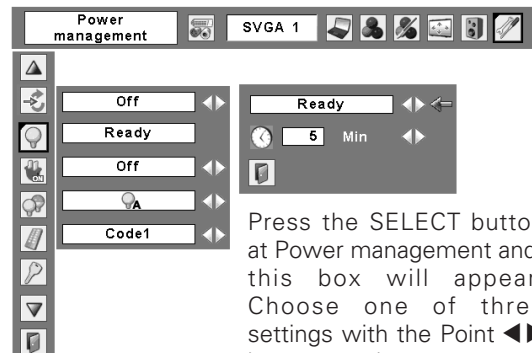 Power
management
SVGA 1
Off
Ready
Off
A
Code1
ON
Ready
5 Min
Press the SELECT butto
at Power management and
this box will appear
Choose one of thre
settings with the Point ◀▶